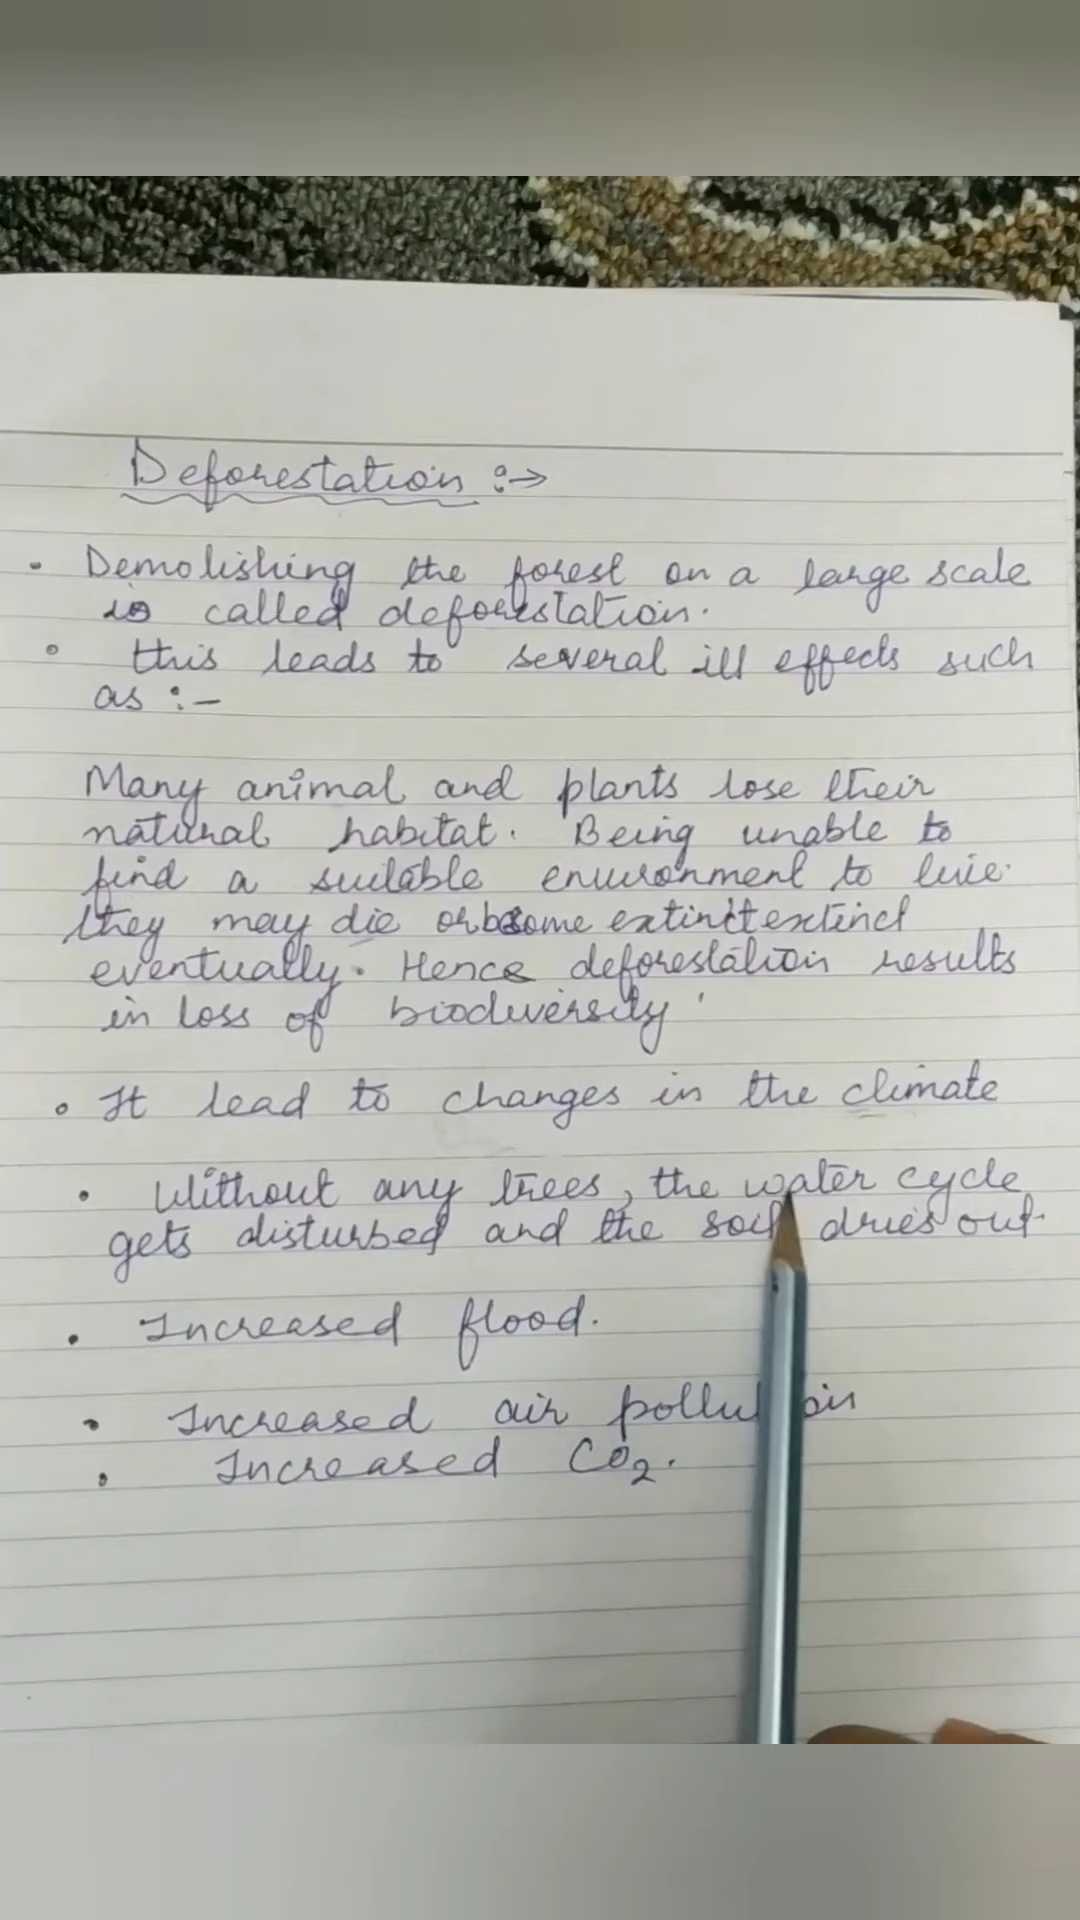 Deforestation :→
• Demolishing the forest on a large scale
is called deforestation.
• this leads to several ill effects such
as :-
Many animal and plants lose their
natural habitat. Being unable to
find a suitable environment to live.
they may die or become extinct extinct
eventually. Hence deforestation results
in loss of biodiversity
• It lead to changes in the climate
• Without any trees, the water cycle
gets disturbed and the soil dries out.
• Increased flood.
• Increased air pollution
• Increased CO₂.